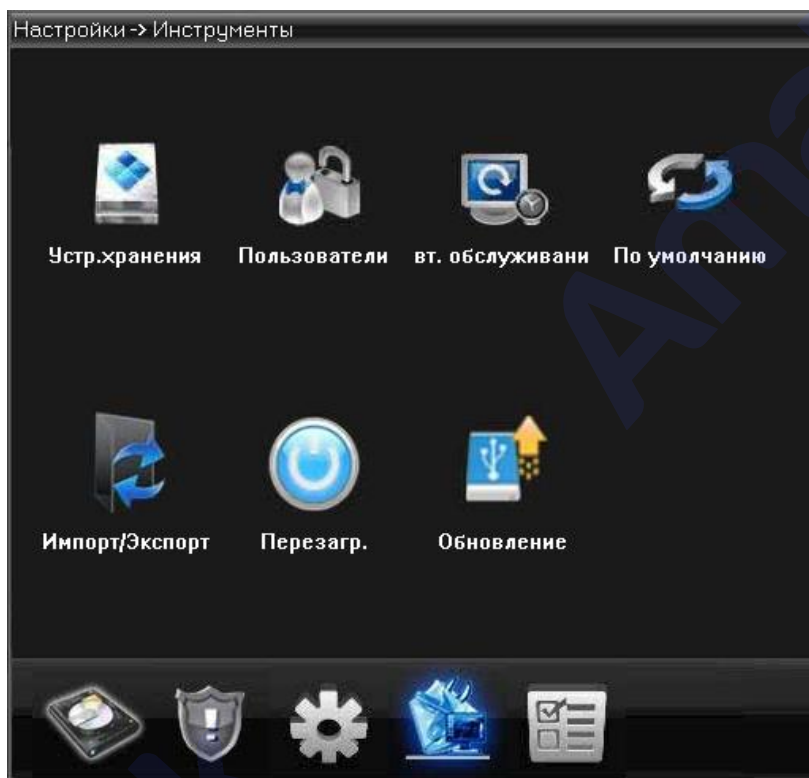 Настройки -> Инструменты
Устр.хранения Пользователи вт. обслуживани По умолчанию
Импорт/Экспорт Перезагр. Обновление